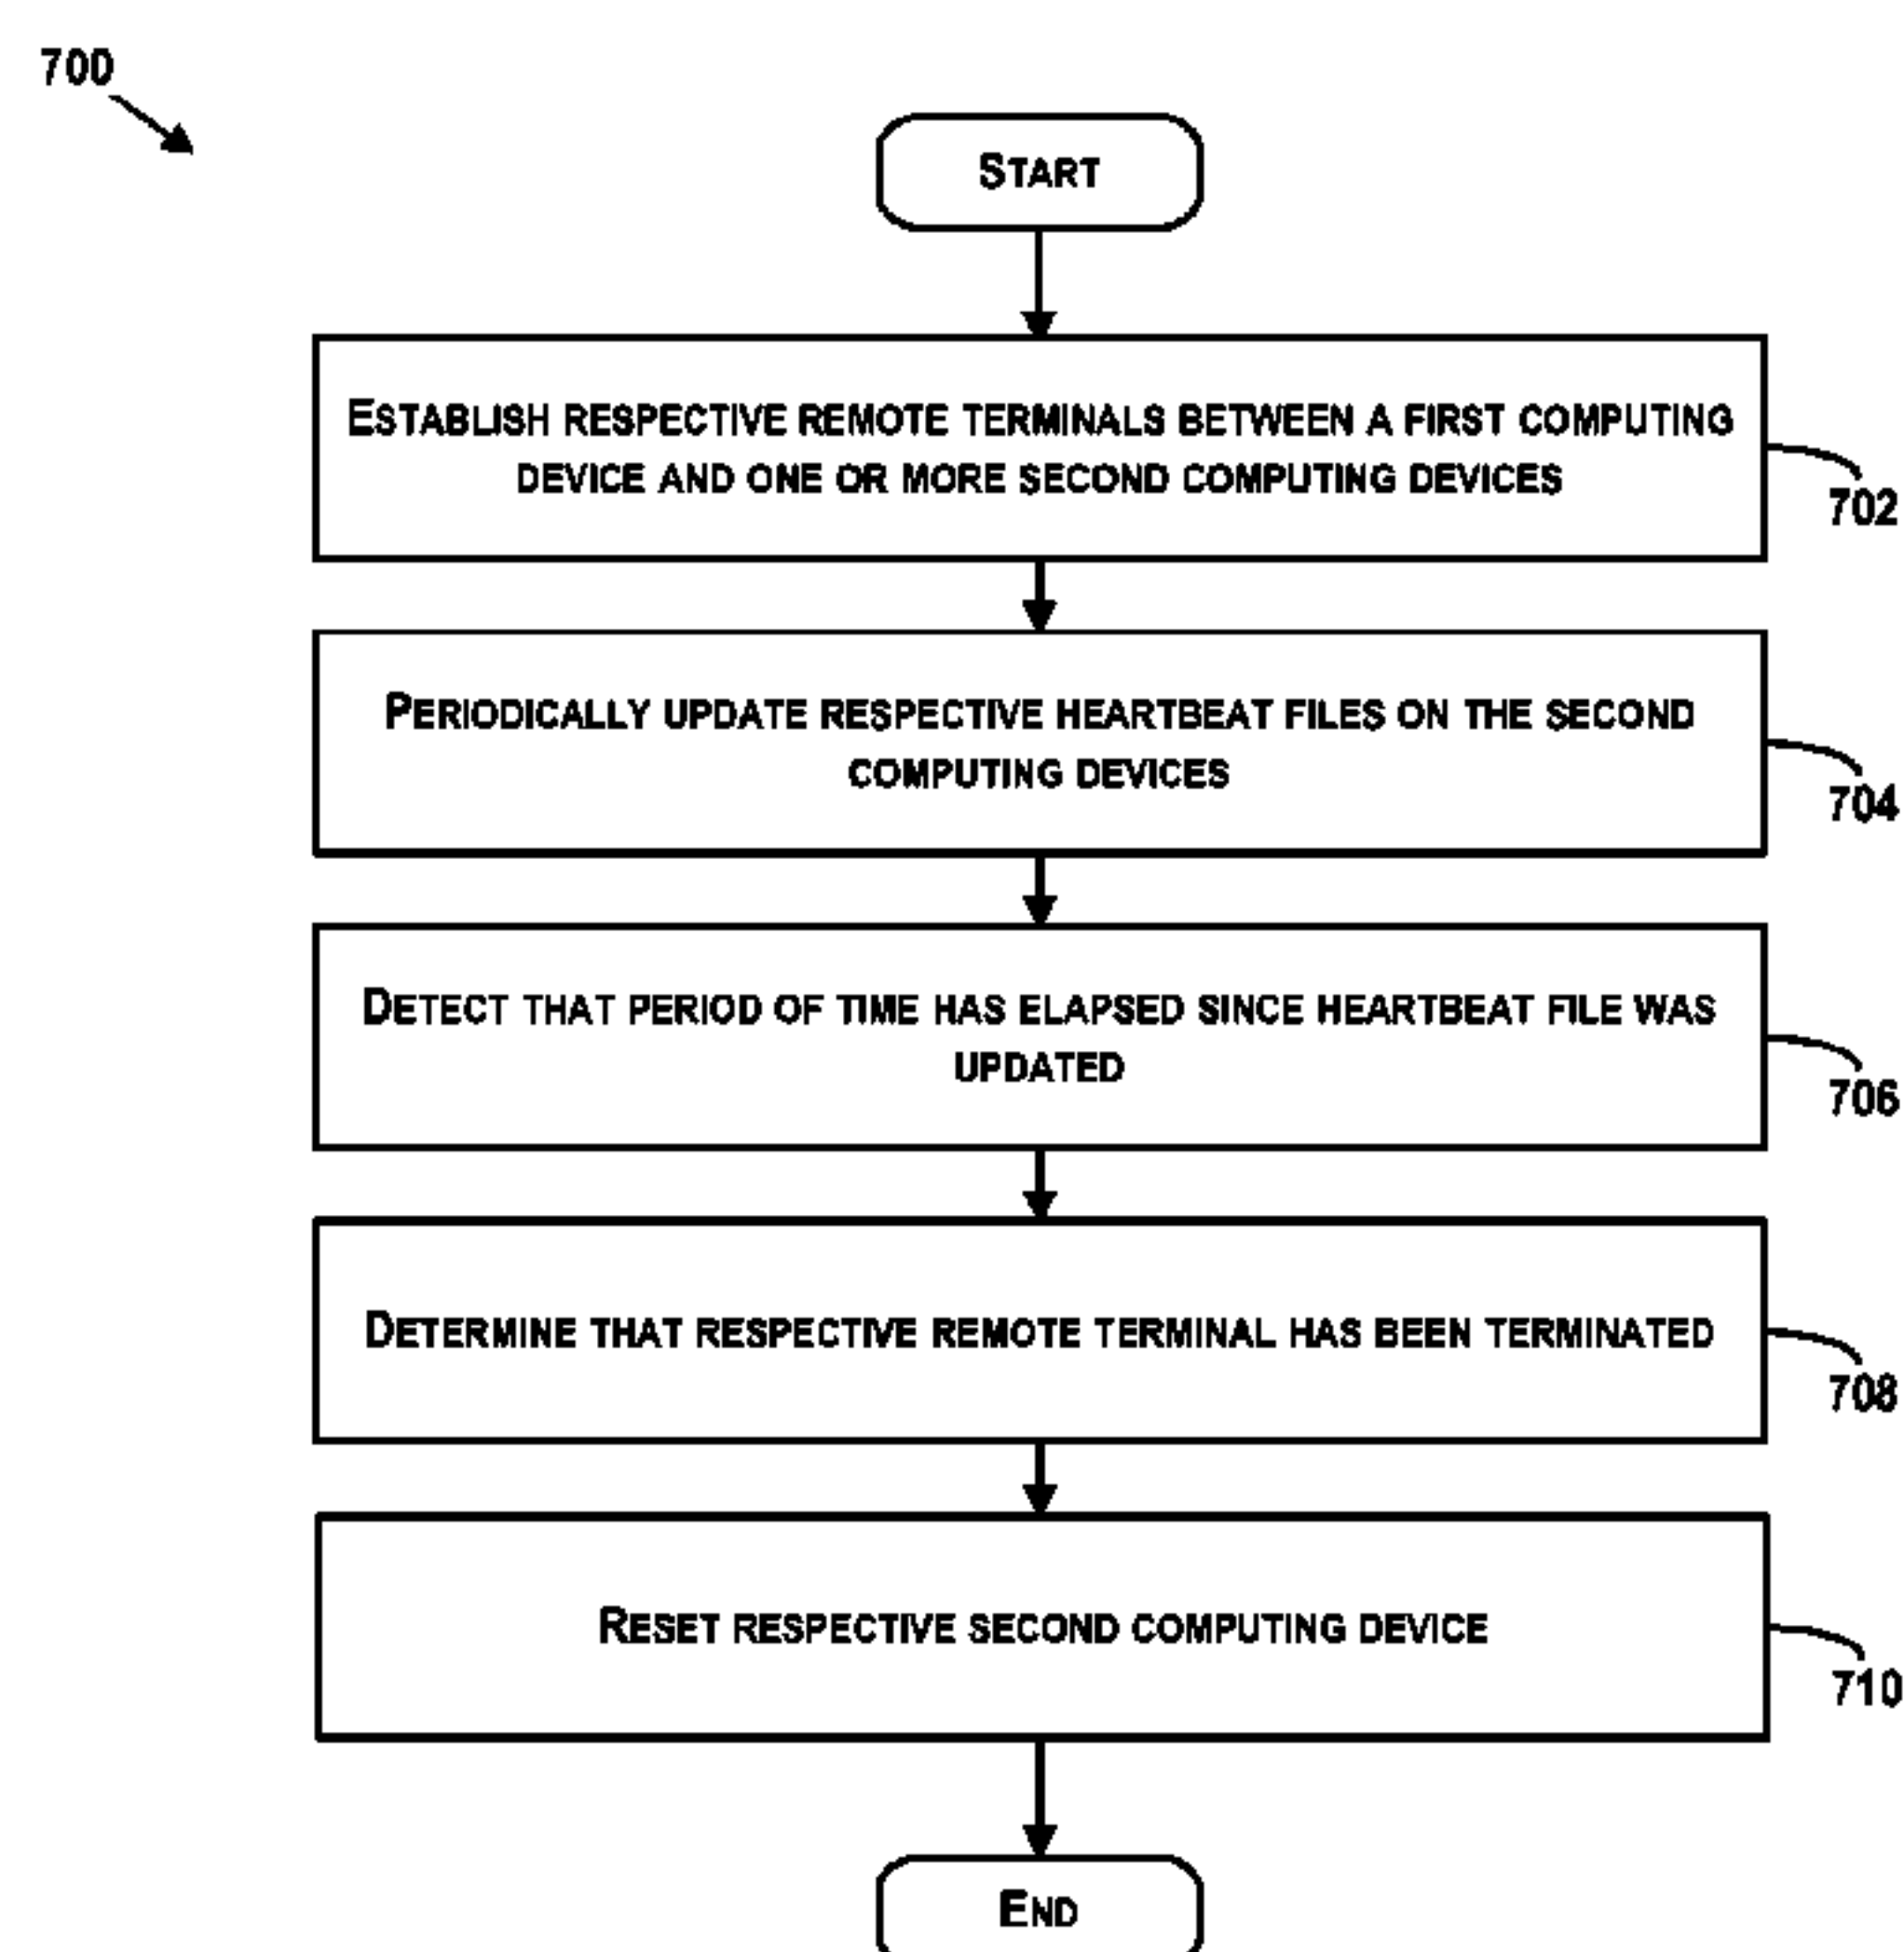 700
START
ESTABLISH RESPECTIVE REMOTE TERMINALS BETWEEN A FIRST COMPUTING
DEVICE AND ONE OR MORE SECOND COMPUTING DEVICES
702
PERIODICALLY UPDATE RESPECTIVE HEARTBEAT FILES ON THE SECOND
COMPUTING DEVICES
704
DETECT THAT PERIOD OF TIME HAS ELAPSED SINCE HEARTBEAT FILE WAS
UPDATED
706
DETERMINE THAT RESPECTIVE REMOTE TERMINAL HAS BEEN TERMINATED
708
RESET RESPECTIVE SECOND COMPUTING DEVICE
710
END